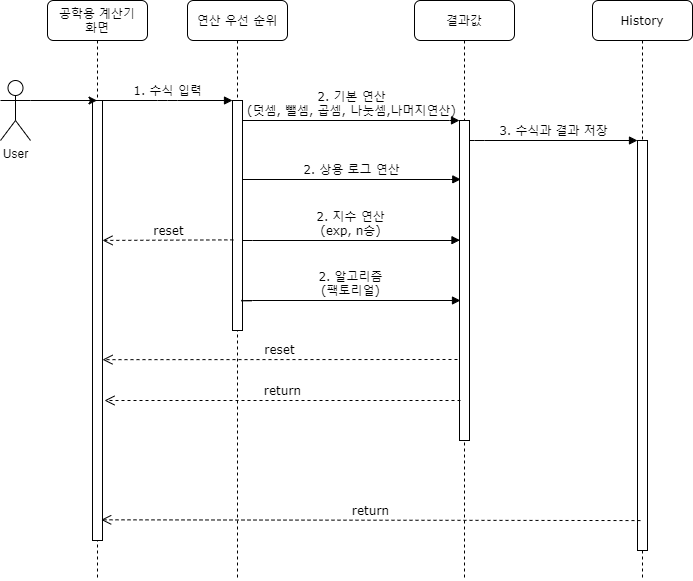 공학용 계산기
화면
연산 우선 순위
결과값
History
1. 수식 입력
2. 기본 연산
(덧셈, 뺄셈, 곱셈, 나눗셈,나머지연산)
3. 수식과 결과 저장
User
2. 상용 로그 연산
2. 지수 연산
(exp, n승)
reset
2. 알고리즘
(팩토리얼)
reset
return
return